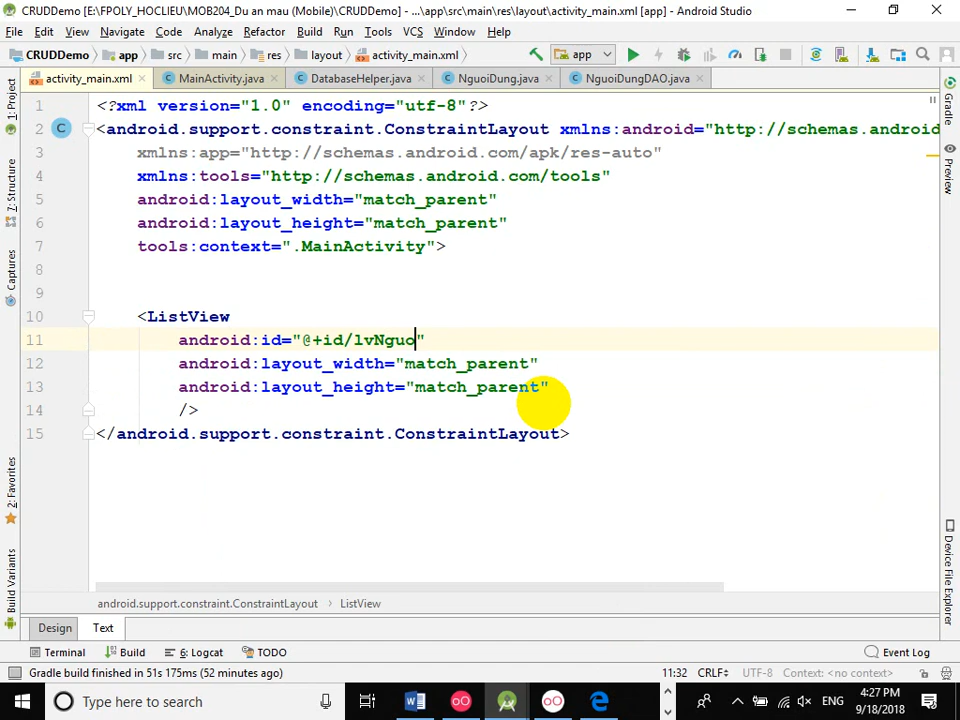 CRUDDemo [E:\FPOLY_HOCLIEU\MOB204_Du an mau (Mobile)\CRUDDemo] - ...\app\src\main\res\layout\activity_main.xml [app] - Android Studio
File Edit View Navigate Code Analyze Refactor Build Run Tools VCS Window Help
CRUDDemo app src main res layout activity_main.xml app
activity_main.xml MainActivity.java DatabaseHelper.java NguoiDung.java NguoiDungDAO.java
1 <?xml version="1.0" encoding="utf-8"?>
2 C <android.support.constraint.ConstraintLayout xmlns:android="http://schemas.android
3 xmlns:app="http://schemas.android.com/apk/res-auto"
4 xmlns:tools="http://schemas.android.com/tools"
5 android:layout_width="match_parent"
6 android:layout_height="match_parent"
7 tools:context=".MainActivity">
8
9
10 <ListView
11 android:id="@+id/lvNguo"
12 android:layout_width="match_parent"
13 android:layout_height="match_parent"
14 />
15 </android.support.constraint.ConstraintLayout>
1: Project
7: Structure
Captures
2: Favorites
Build Variants
Gradle
Preview
Device File Explorer
android.support.constraint.ConstraintLayout › ListView
Design Text
Terminal Build 6: Logcat TODO Event Log
Gradle build finished in 51s 175ms (52 minutes ago) 11:32 CRLF UTF-8 Context: <no context>
Type here to search ENG 4:27 PM
9/18/2018